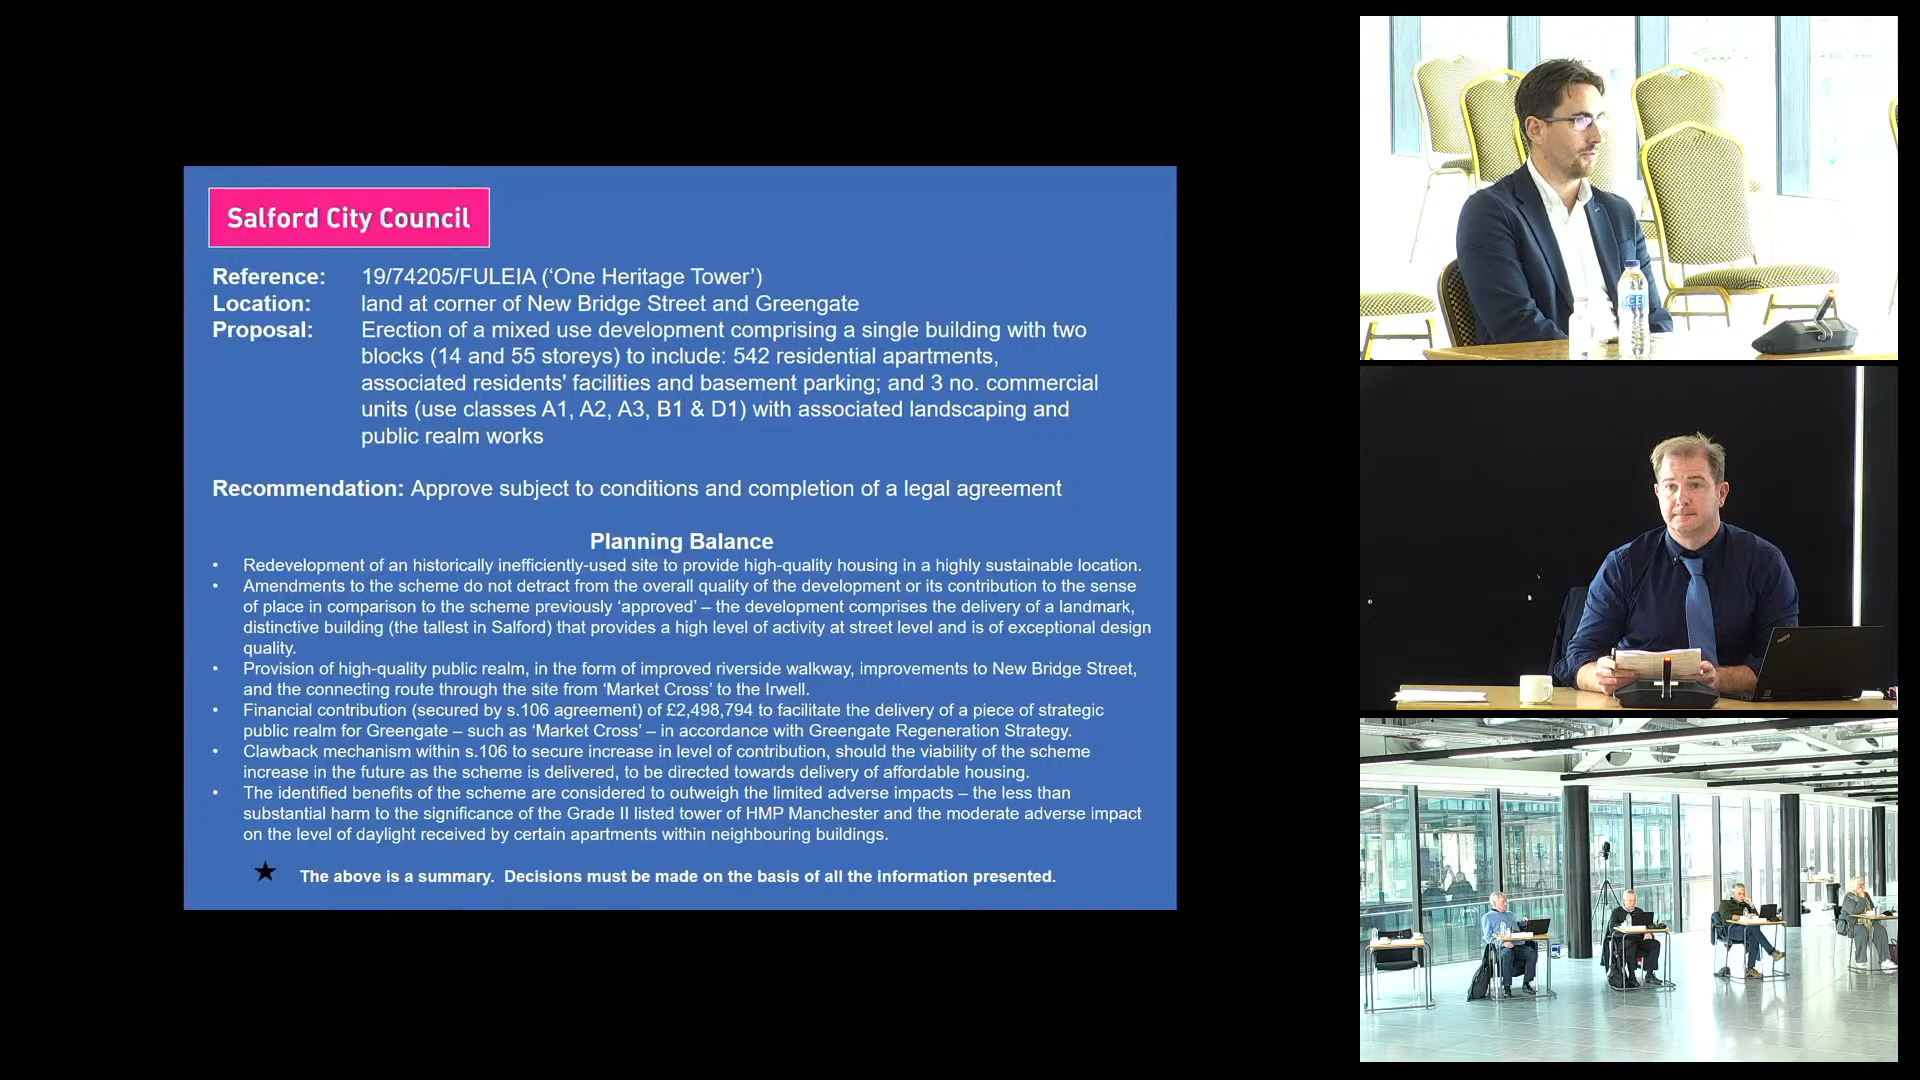 Salford City Council
Reference: 19/74205/FULEIA (‘One Heritage Tower’)
Location: land at corner of New Bridge Street and Greengate
Proposal: Erection of a mixed use development comprising a single building with two
blocks (14 and 55 storeys) to include: 542 residential apartments,
associated residents' facilities and basement parking; and 3 no. commercial
units (use classes A1, A2, A3, B1 & D1) with associated landscaping and
public realm works
Recommendation: Approve subject to conditions and completion of a legal agreement
Planning Balance
• Redevelopment of an historically inefficiently-used site to provide high-quality housing in a highly sustainable location.
• Amendments to the scheme do not detract from the overall quality of the development or its contribution to the sense
of place in comparison to the scheme previously ‘approved’ – the development comprises the delivery of a landmark,
distinctive building (the tallest in Salford) that provides a high level of activity at street level and is of exceptional design
quality.
• Provision of high-quality public realm, in the form of improved riverside walkway, improvements to New Bridge Street,
and the connecting route through the site from ‘Market Cross’ to the Irwell.
• Financial contribution (secured by s.106 agreement) of £2,498,794 to facilitate the delivery of a piece of strategic
public realm for Greengate – such as ‘Market Cross’ – in accordance with Greengate Regeneration Strategy.
• Clawback mechanism within s.106 to secure increase in level of contribution, should the viability of the scheme
increase in the future as the scheme is delivered, to be directed towards delivery of affordable housing.
• The identified benefits of the scheme are considered to outweigh the limited adverse impacts – the less than
substantial harm to the significance of the Grade II listed tower of HMP Manchester and the moderate adverse impact
on the level of daylight received by certain apartments within neighbouring buildings.
★ The above is a summary. Decisions must be made on the basis of all the information presented.